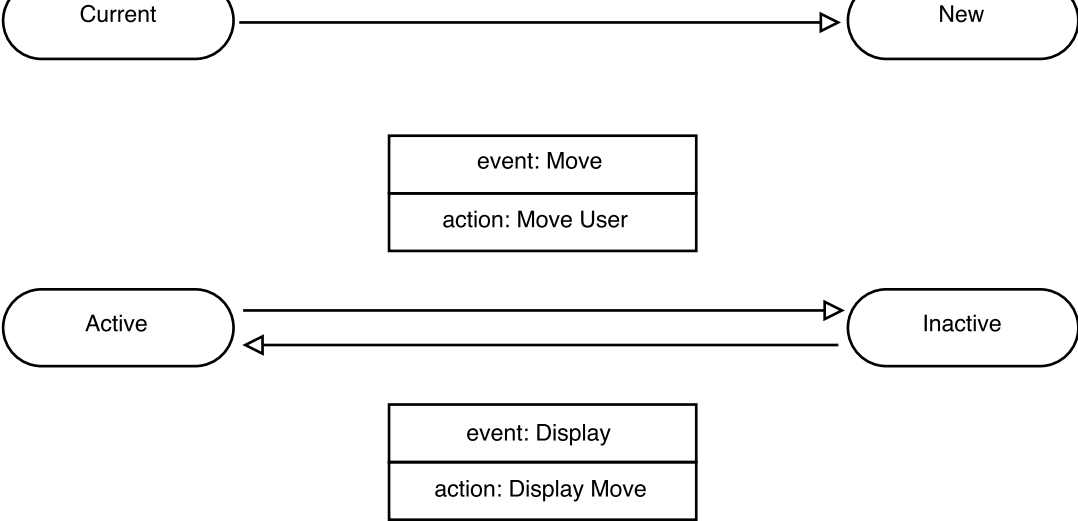 Current
New
event: Move
action: Move User
Active
Inactive
event: Display
action: Display Move